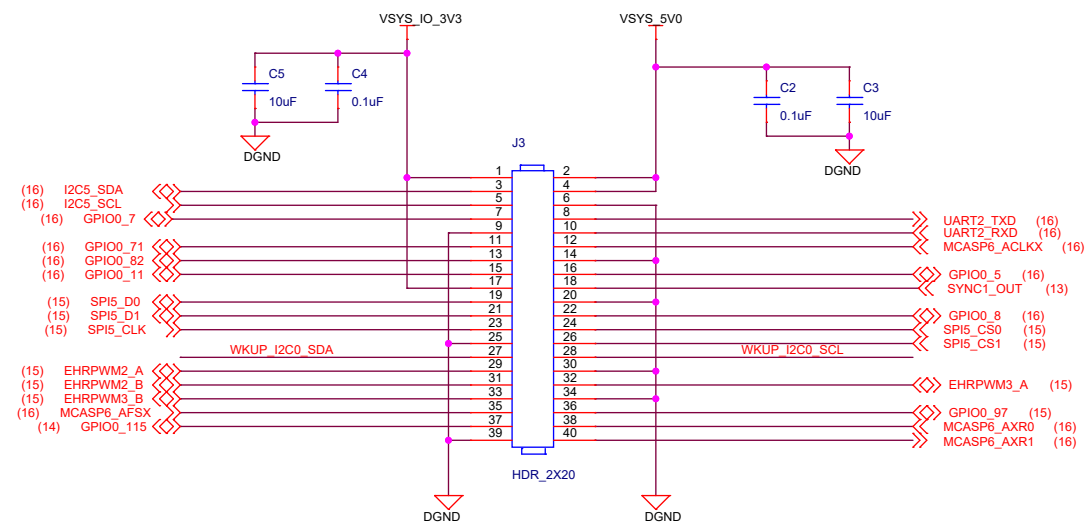 VSYS_IO_3V3 VSYS_5V0
C5 C4 C2 C3
10uF 0.1uF 0.1uF 10uF
J3
DGND DGND
1 2
(16) I2C5_SDA 3 4
(16) I2C5_SCL 5 6
(16) GPIO0_7 7 8 UART2_TXD (16)
9 10 UART2_RXD (16)
(16) GPIO0_71 11 12 MCASP6_ACLKX (16)
(16) GPIO0_82 13 14
(16) GPIO0_11 15 16 GPIO0_5 (16)
17 18 SYNC1_OUT (13)
(15) SPI5_D0 19 20
(15) SPI5_D1 21 22 GPIO0_8 (16)
(15) SPI5_CLK 23 24 SPI5_CS0 (15)
25 26 SPI5_CS1 (15)
WKUP_I2C0_SDA 27 28 WKUP_I2C0_SCL
(15) EHRPWM2_A 29 30
(15) EHRPWM2_B 31 32 EHRPWM3_A (15)
(15) EHRPWM3_B 33 34
(16) MCASP6_AFSX 35 36 GPIO0_97 (15)
(14) GPIO0_115 37 38 MCASP6_AXR0 (16)
39 40 MCASP6_AXR1 (16)
HDR_2X20
DGND DGND